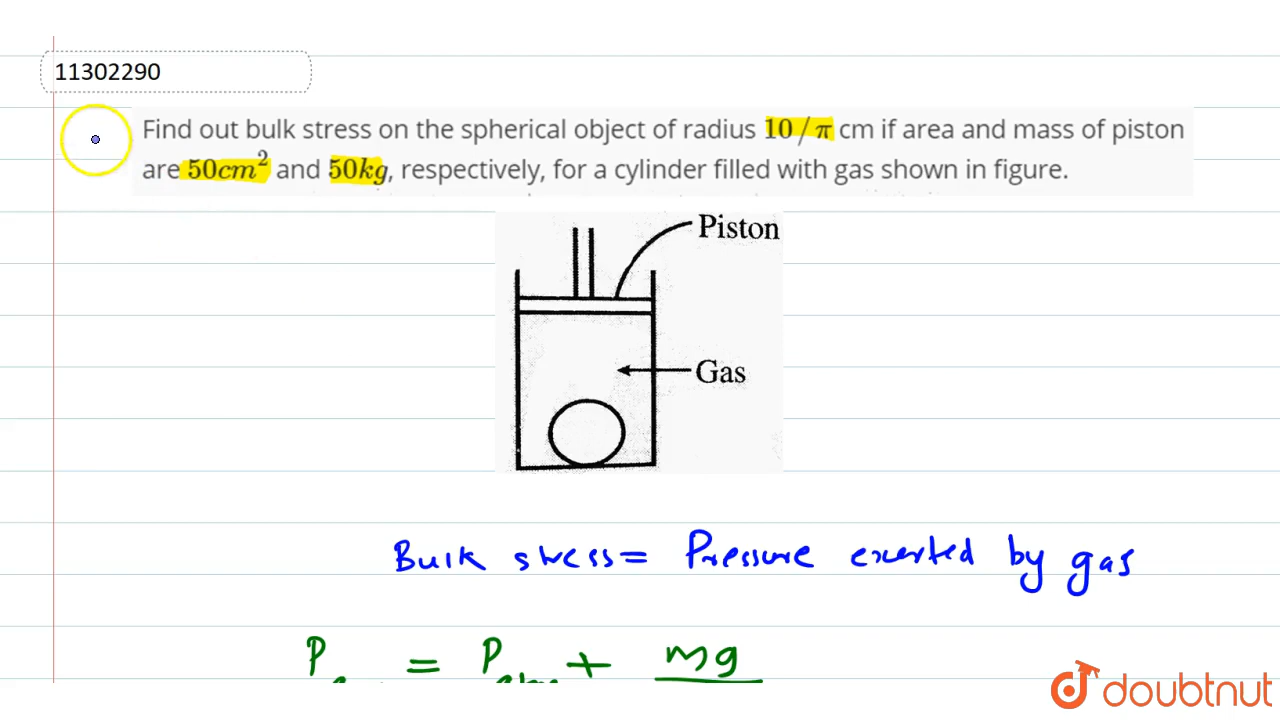 11302290
Find out bulk stress on the spherical object of radius 10/π cm if area and mass of piston
are 50cm² and 50kg, respectively, for a cylinder filled with gas shown in figure.
Piston
Gas
Bulk stress = Pressure exerted by gas
P = P + mg
doubtnut